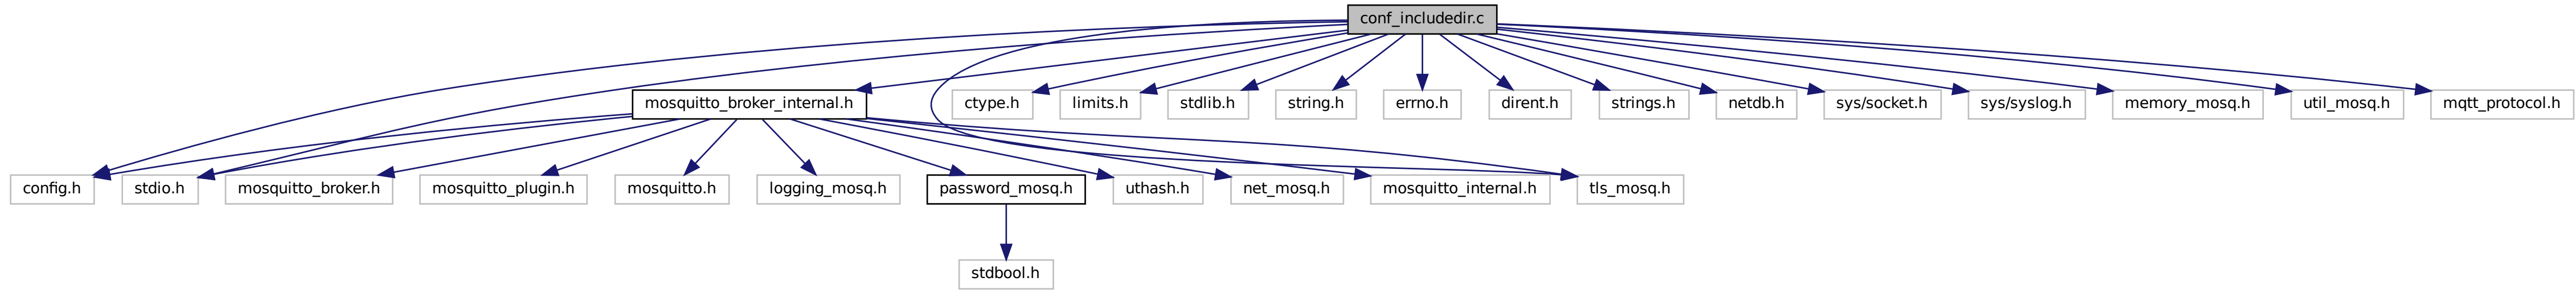 conf_includedir.c
mosquitto_broker_internal.h
ctype.h
limits.h
stdlib.h
string.h
errno.h
dirent.h
strings.h
netdb.h
sys/socket.h
sys/syslog.h
memory_mosq.h
util_mosq.h
mqtt_protocol.h
config.h
stdio.h
mosquitto_broker.h
mosquitto_plugin.h
mosquitto.h
logging_mosq.h
password_mosq.h
uthash.h
net_mosq.h
mosquitto_internal.h
tls_mosq.h
stdbool.h